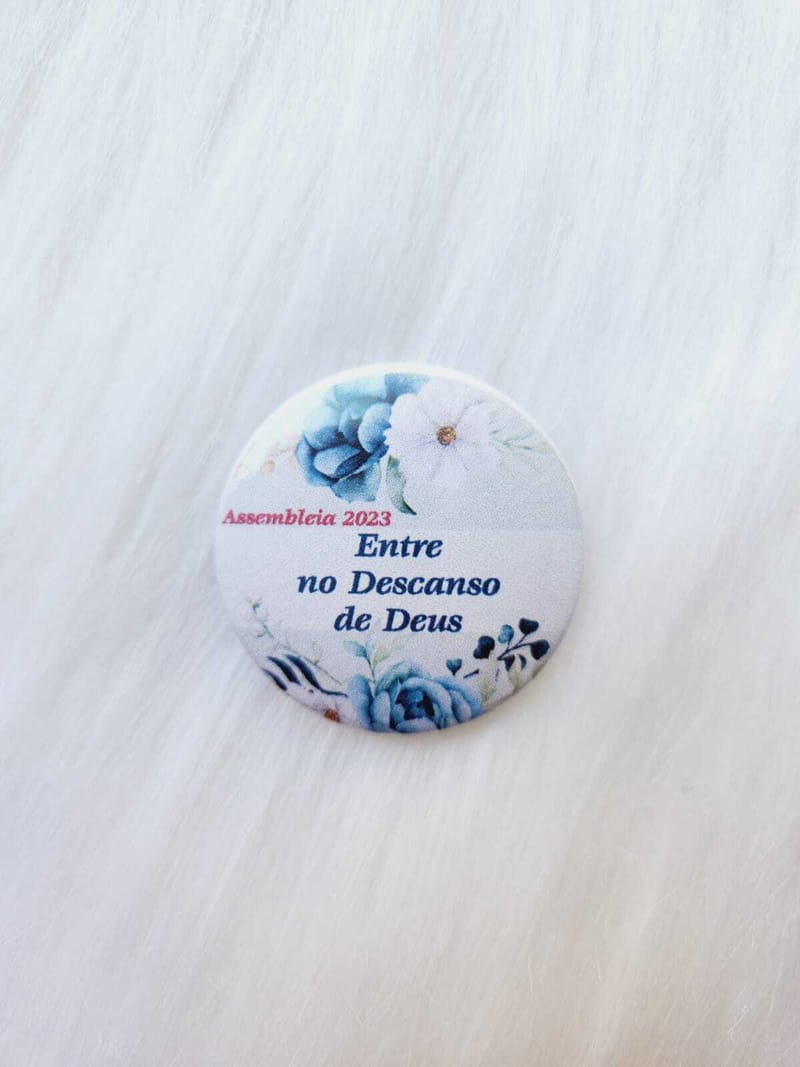 Assembleia 2023
Entre
no Descanso
de Deus